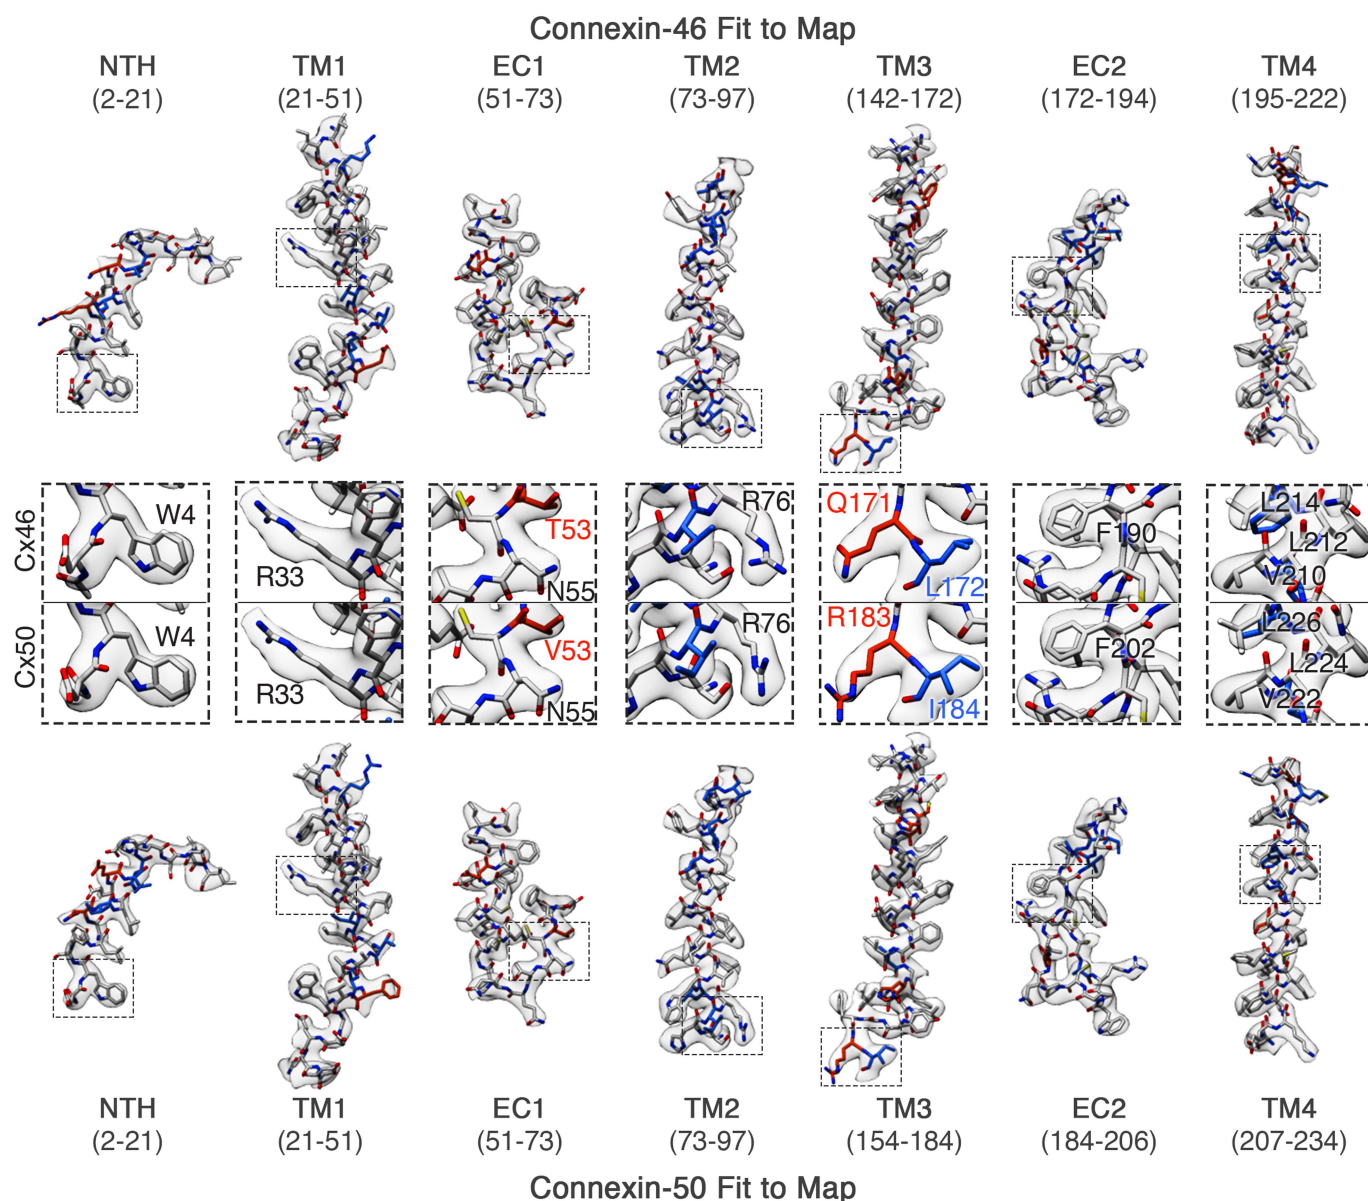 Connexin-46 Fit to Map
NTH TM1 EC1 TM2 TM3 EC2 TM4
(2-21) (21-51) (51-73) (73-97) (142-172) (172-194) (195-222)
Cx46
W4
R33
T53
N55
R76
Q171
L172
F190
L214
L212
V210
Cx50
W4
R33
V53
N55
R76
R183
I184
F202
L226
L224
V222
NTH TM1 EC1 TM2 TM3 EC2 TM4
(2-21) (21-51) (51-73) (73-97) (154-184) (184-206) (207-234)
Connexin-50 Fit to Map